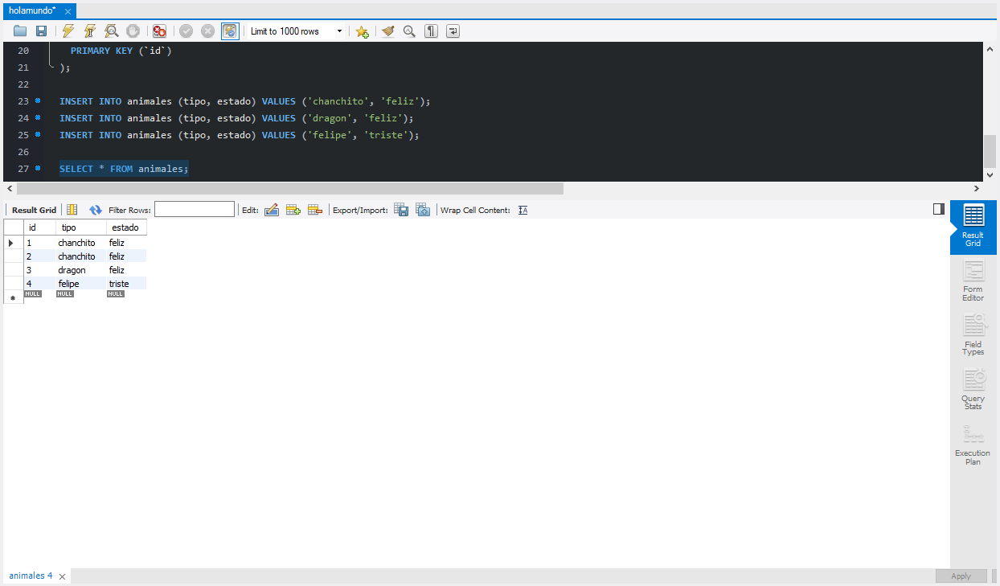 holamundo*
Limit to 1000 rows
20 PRIMARY KEY (`id`)
21 );
22
23 INSERT INTO animales (tipo, estado) VALUES ('chanchito', 'feliz');
24 INSERT INTO animales (tipo, estado) VALUES ('dragon', 'feliz');
25 INSERT INTO animales (tipo, estado) VALUES ('felipe', 'triste');
26
27 SELECT * FROM animales;
Result Grid Filter Rows: Edit: Export/Import: Wrap Cell Content: IA
id tipo estado
1 chanchito feliz
2 chanchito feliz
3 dragon feliz
4 felipe triste
NULL NULL NULL
Result
Grid
Form
Editor
Field
Types
Query
Stats
Execution
Plan
animales 4
Apply